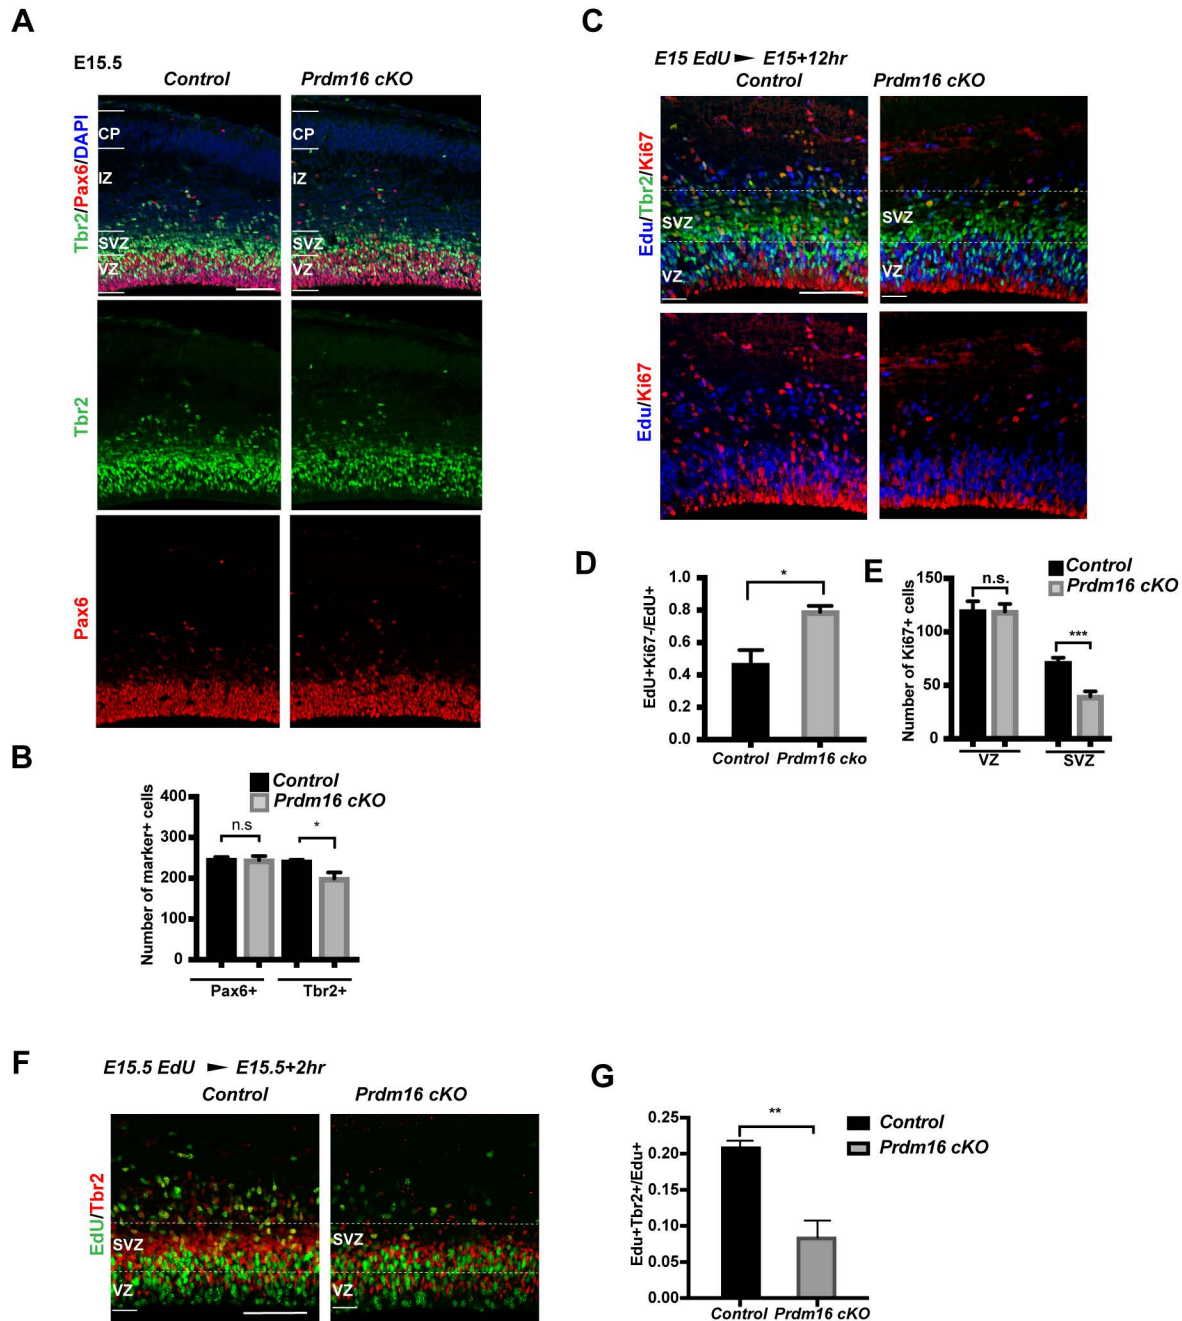 A
E15.5
Control Prdm16 cKO
Tbr2/Pax6/DAPI
CP
IZ
SVZ
VZ
CP
IZ
SVZ
VZ
Tbr2
Pax6
B
Control
Prdm16 cKO
Number of marker+ cells
400
300
200
100
0
n.s
*
Pax6+ Tbr2+
C
E15 EdU ► E15+12hr
Control Prdm16 cKO
Edu/Tbr2/Ki67
SVZ
VZ
SVZ
VZ
Edu/Ki67
D
EdU+Ki67-/EdU+
1.0
0.8
0.6
0.4
0.2
0.0
*
Control Prdm16 cko
E
Control
Prdm16 cKO
Number of Ki67+ cells
150
100
50
0
n.s.
***
VZ SVZ
F
E15.5 EdU ► E15.5+2hr
Control Prdm16 cKO
EdU/Tbr2
SVZ
VZ
SVZ
VZ
G
Edu+Tbr2+/Edu+
0.25
0.20
0.15
0.10
0.05
0.00
**
Control
Prdm16 cKO
Control Prdm16 cKO